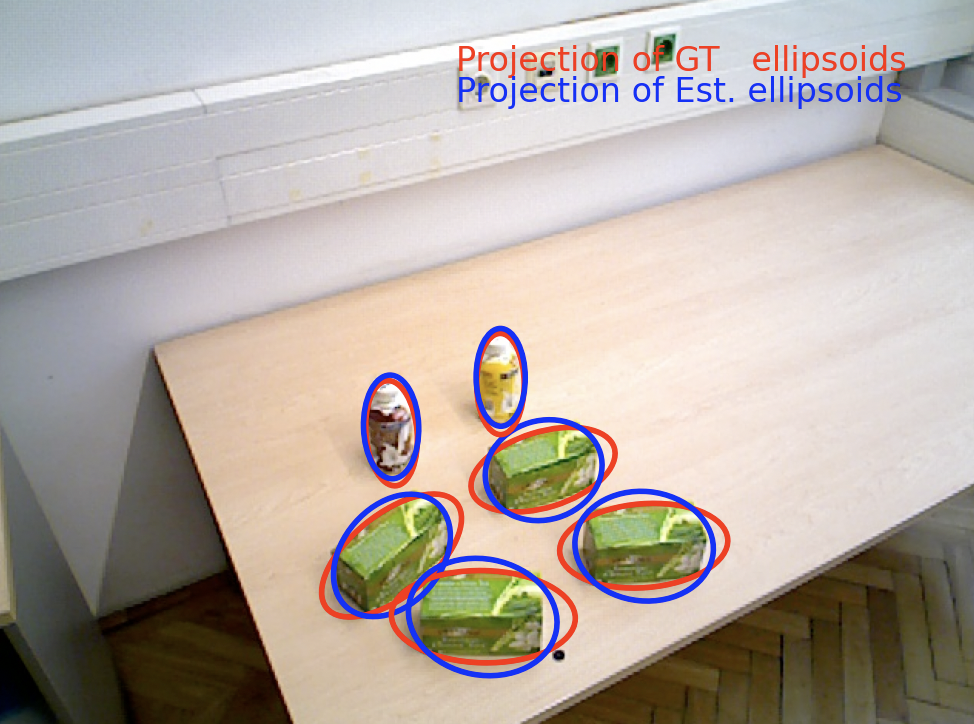 Projection of GT ellipsoids
Projection of Est. ellipsoids